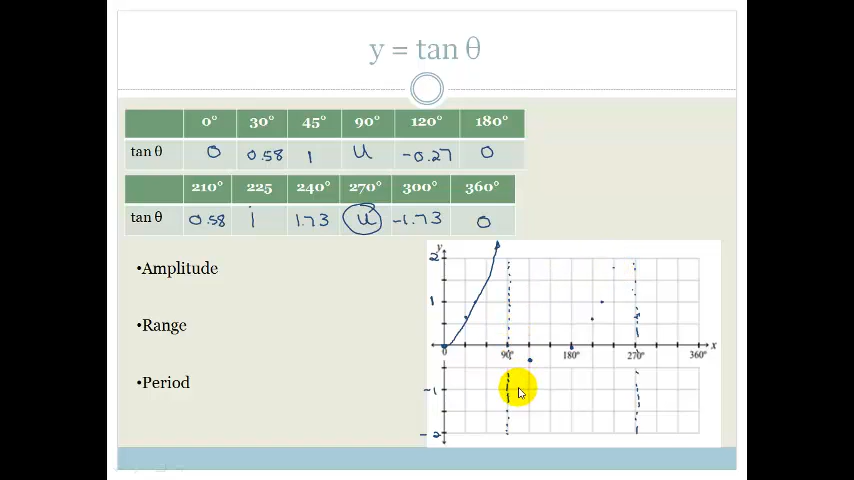 y = tan θ
0° 30° 45° 90° 120° 180°
tan θ 0 0.58 1 U -0.27 0
210° 225 240° 270° 300° 360°
tan θ 0.58 1 1.73 U -1.73 0
•Amplitude
•Range
•Period
y
2
1
90° 180° 270° 360° x
-1
-2